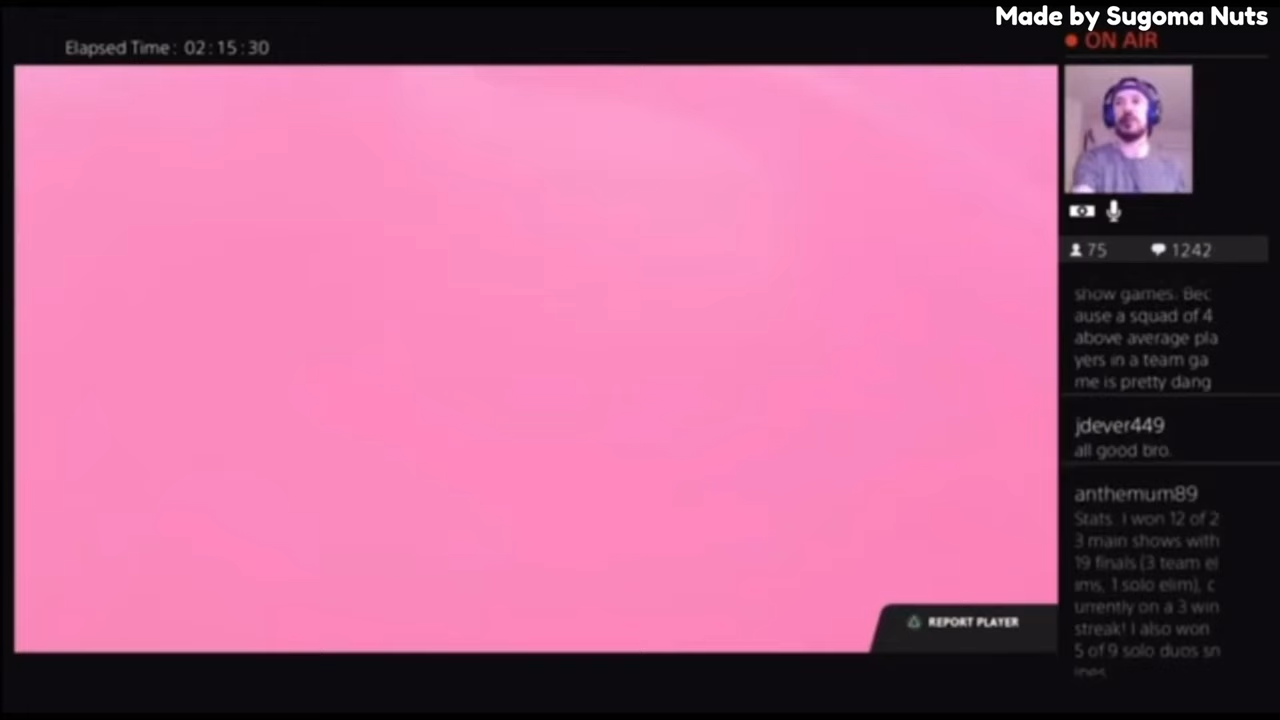 Made by Sugoma Nuts
Elapsed Time: 02:15:30
ON AIR
75 1242
show games. Bec
ause a squad of 4
above average pla
yers in a team ga
me is pretty dang
jdever449
all good bro.
anthemum89
Stats. I won 12 of 2
3 main shows with
19 finals (3 team el
ims, 1 solo elim), c
urrently on a 3 win
streak! I also won
5 of 9 solo duos sn
ipes
REPORT PLAYER